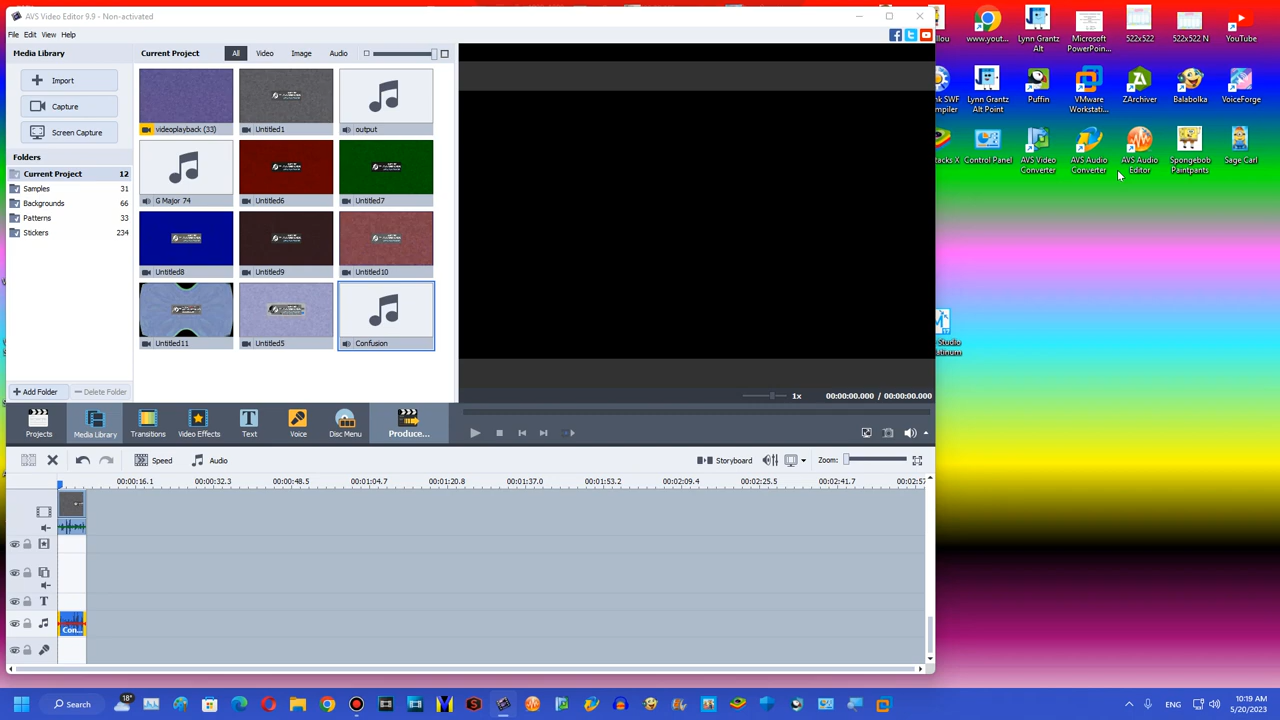 AVS Video Editor 9.9 - Non-activated
File Edit View Help
Media Library
Current Project
All
Video
Image
Audio
Import
Capture
Screen Capture
Folders
Current Project 12
Samples 31
Backgrounds 66
Patterns 33
Stickers 234
Add Folder
Delete Folder
videoplayback (33)
Untitled1
output
G Major 74
Untitled6
Untitled7
Untitled8
Untitled9
Untitled10
Untitled11
Untitled5
Confusion
1x
00:00:00.000 / 00:00:00.000
Projects
Media Library
Transitions
Video Effects
Text
Voice
Disc Menu
Produce...
Speed
Audio
Storyboard
Zoom:
00:00:16.1 00:00:32.3 00:00:48.5 00:01:04.7 00:01:20.8 00:01:37.0 00:01:53.2 00:02:09.4 00:02:25.5 00:02:41.7 00:02:57
Con...
www.yout...
Lynn Grantz
Alt
Microsoft
PowerPoin...
522x522
522x522 N
YouTube
Lynn Grantz
Alt Point
Puffin
VMware
Workstati...
ZArchiver
Balabolka
VoiceForge
Control Panel
AVS Video
Converter
AVS Audio
Converter
AVS Audio
Editor
Spongebob
Paintpants
Sage Carl
Search
18°
ENG
10:19 AM
5/20/2023